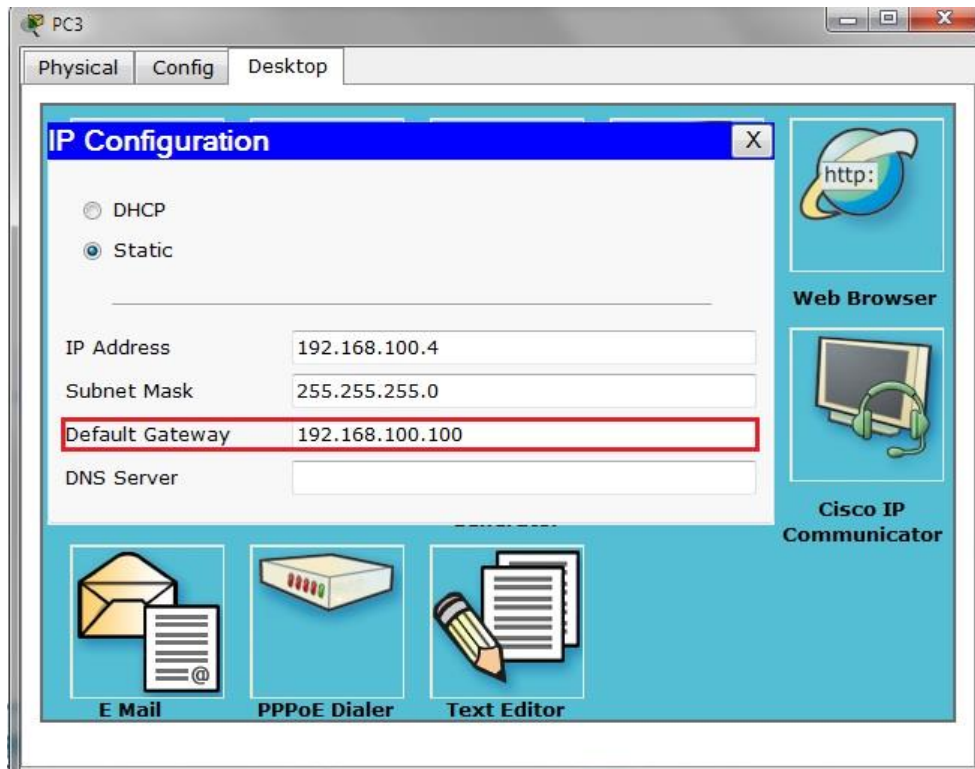 PC3
Physical Config Desktop
IP Configuration X
DHCP
Static
IP Address 192.168.100.4
Subnet Mask 255.255.255.0
Default Gateway 192.168.100.100
DNS Server
http:
Web Browser
Cisco IP
Communicator
@
E Mail PPPoE Dialer Text Editor